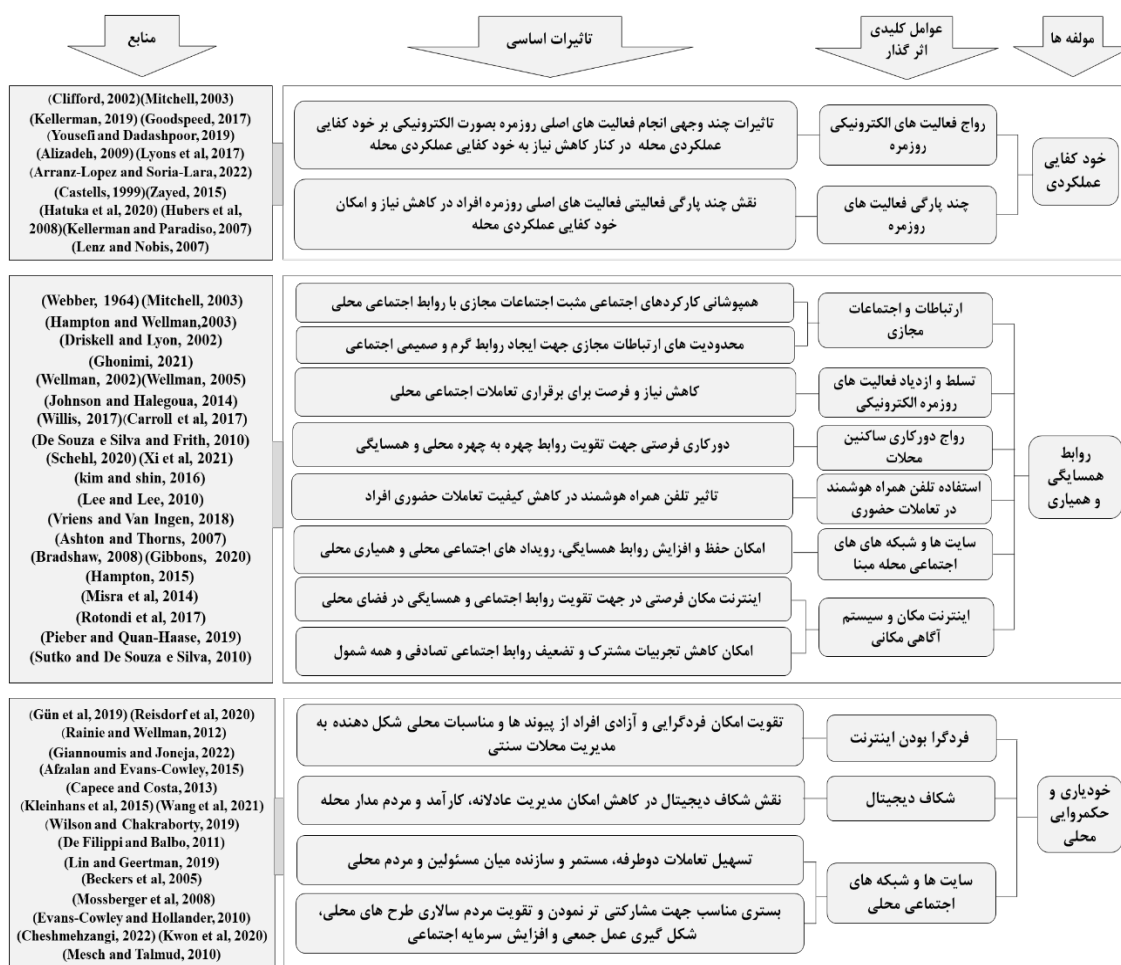 مولفه ها
عوامل کلیدی
اثر گذار
تاثیرات اساسی
منابع
خود کفایی
عملکردی
رواج فعالیت های الکترونیکی
روزمره
تاثیرات چند وجهی انجام فعالیت های اصلی روزمره بصورت الکترونیکی بر خود کفایی
عملکردی محله در کنار کاهش نیاز به خود کفایی عملکردی محله
چند پارگی فعالیت های
روزمره
نقش چند پارگی فعالیتی فعالیت های اصلی روزمره افراد در کاهش نیاز و امکان
خود کفایی عملکردی محله
(Clifford, 2002)(Mitchell, 2003)
(Kellerman, 2019) (Goodspeed, 2017)
(Yousefi and Dadashpoor, 2019)
(Alizadeh, 2009) (Lyons et al, 2017)
(Arranz-Lopez and Soria-Lara, 2022)
(Castells, 1999)(Zayed, 2015)
(Hatuka et al, 2020) (Hubers et al,
2008)(Kellerman and Paradiso, 2007)
(Lenz and Nobis, 2007)
روابط
همسایگی
و همیاری
ارتباطات و اجتماعات
مجازی
همپوشانی کارکردهای اجتماعی مثبت اجتماعات مجازی با روابط اجتماعی محلی
محدودیت های ارتباطات مجازی جهت ایجاد روابط گرم و صمیمی اجتماعی
تسلط و ازدیاد فعالیت های
روزمره الکترونیکی
کاهش نیاز و فرصت برای برقراری تعاملات اجتماعی محلی
رواج دورکاری ساکنین
محلات
دورکاری فرصتی جهت تقویت روابط چهره به چهره محلی و همسایگی
استفاده تلفن همراه هوشمند
در تعاملات حضوری
تاثیر تلفن همراه هوشمند در کاهش کیفیت تعاملات حضوری افراد
سایت ها و شبکه های های
اجتماعی محله مبنا
امکان حفظ و افزایش روابط همسایگی، رویداد های اجتماعی محلی و همیاری محلی
اینترنت مکان و سیستم
آگاهی مکانی
اینترنت مکان فرصتی در جهت تقویت روابط اجتماعی و همسایگی در فضای محلی
امکان کاهش تجربیات مشترک و تضعیف روابط اجتماعی تصادفی و همه شمول
(Webber, 1964) (Mitchell, 2003)
(Hampton and Wellman,2003)
(Driskell and Lyon, 2002)
(Ghonimi, 2021)
(Wellman, 2002)(Wellman, 2005)
(Johnson and Halegoua, 2014)
(Willis, 2017)(Carroll et al, 2017)
(De Souza e Silva and Frith, 2010)
(Schehl, 2020) (Xi et al, 2021)
(kim and shin, 2016)
(Lee and Lee, 2010)
(Vriens and Van Ingen, 2018)
(Ashton and Thorns, 2007)
(Bradshaw, 2008) (Gibbons, 2020)
(Hampton, 2015)
(Misra et al, 2014)
(Rotondi et al, 2017)
(Pieber and Quan-Haase, 2019)
(Sutko and De Souza e Silva, 2010)
خودیاری و
حکمروایی
محلی
فردگرا بودن اینترنت
تقویت امکان فردگرایی و آزادی افراد از پیوند ها و مناسبات محلی شکل دهنده به
مدیریت محلات سنتی
شکاف دیجیتال
نقش شکاف دیجیتال در کاهش امکان مدیریت عادلانه، کارآمد و مردم مدار محله
سایت ها و شبکه های
اجتماعی محلی
تسهیل تعاملات دوطرفه، مستمر و سازنده میان مسئولین و مردم محلی
بستری مناسب جهت مشارکتی تر نمودن و تقویت مردم سالاری طرح های محلی،
شکل گیری عمل جمعی و افزایش سرمایه اجتماعی
(Gün et al, 2019) (Reisdorf et al, 2020)
(Rainie and Wellman, 2012)
(Giannoumis and Joneja, 2022)
(Afzalan and Evans-Cowley, 2015)
(Capece and Costa, 2013)
(Kleinhans et al, 2015) (Wang et al, 2021)
(Wilson and Chakraborty, 2019)
(De Filippi and Balbo, 2011)
(Lin and Geertman, 2019)
(Beckers et al, 2005)
(Mossberger et al, 2008)
(Evans-Cowley and Hollander, 2010)
(Cheshmehzangi, 2022) (Kwon et al, 2020)
(Mesch and Talmud, 2010)